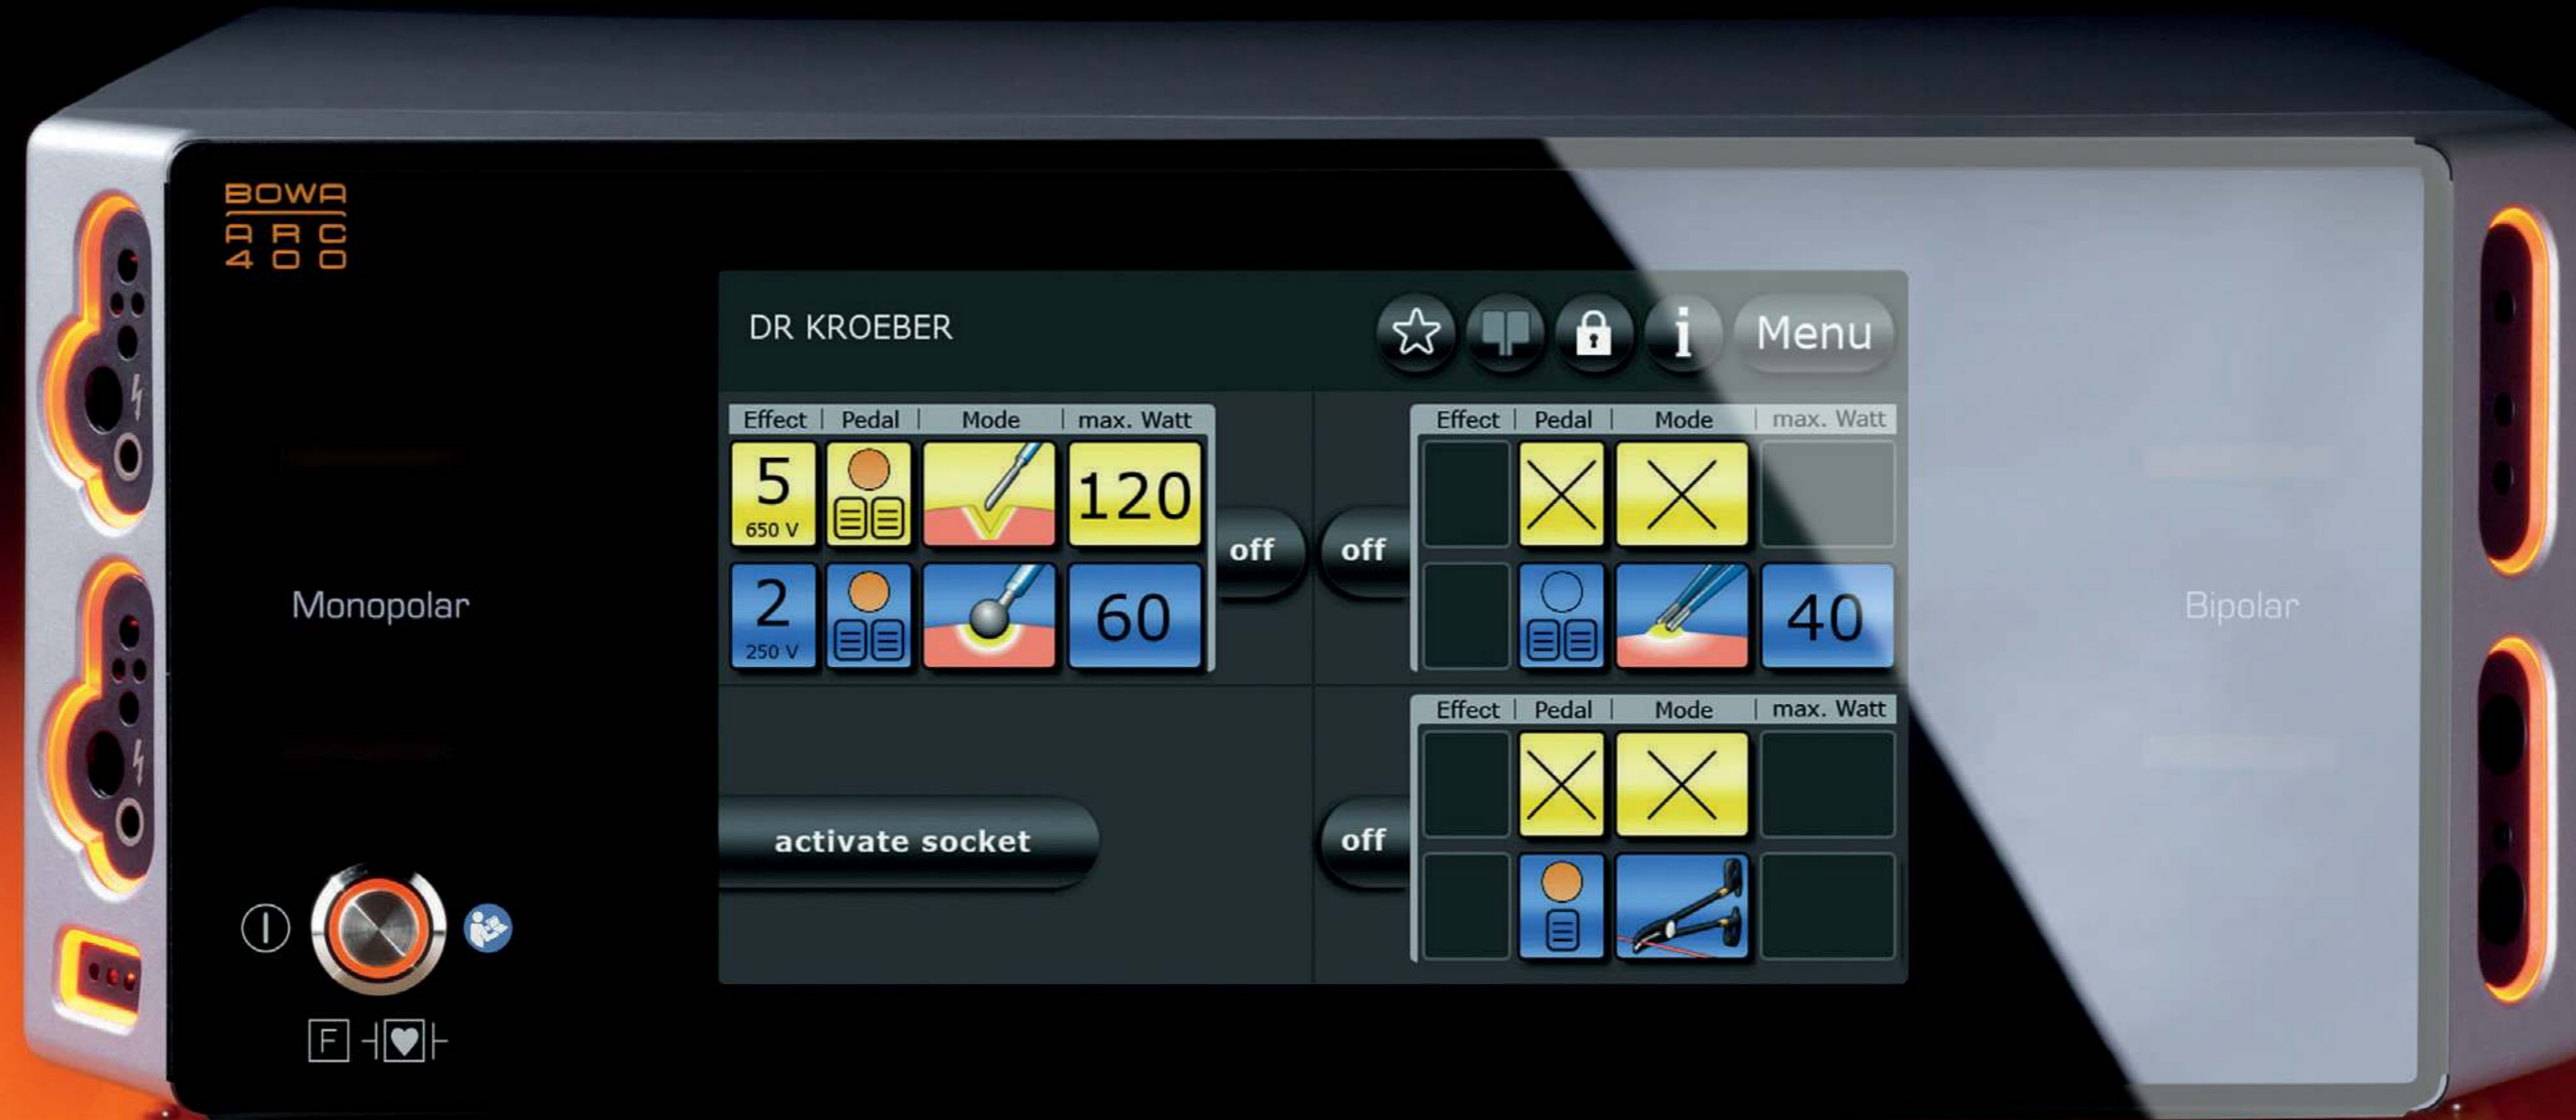 BOWA
ARC
400
DR KROEBER
i
Menu
Effect | Pedal | Mode | max. Watt
5
650 V
120
2
250 V
60
off
off
Effect | Pedal | Mode | max. Watt
40
Monopolar
Bipolar
activate socket
off
Effect | Pedal | Mode | max. Watt
F